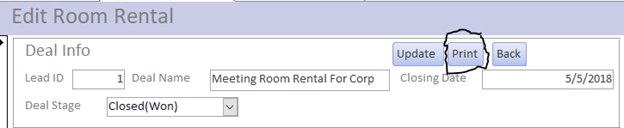 Edit Room Rental
Deal Info Update Print Back
Lead ID 1 Deal Name Meeting Room Rental For Corp Closing Date 5/5/2018
Deal Stage Closed(Won)